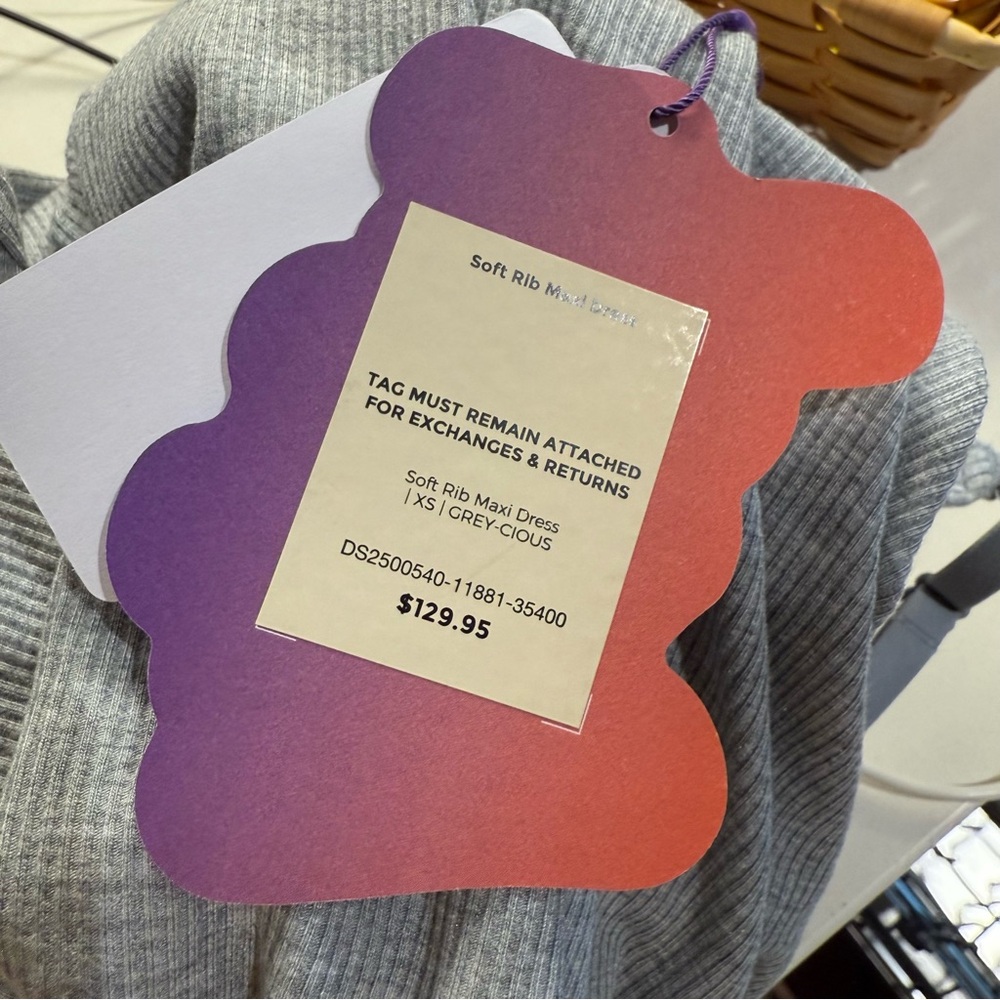 Soft Rib Maxi Dress
TAG MUST REMAIN ATTACHED
FOR EXCHANGES & RETURNS
Soft Rib Maxi Dress
| XS | GREY-CIOUS
DS2500540-11881-35400
$129.95